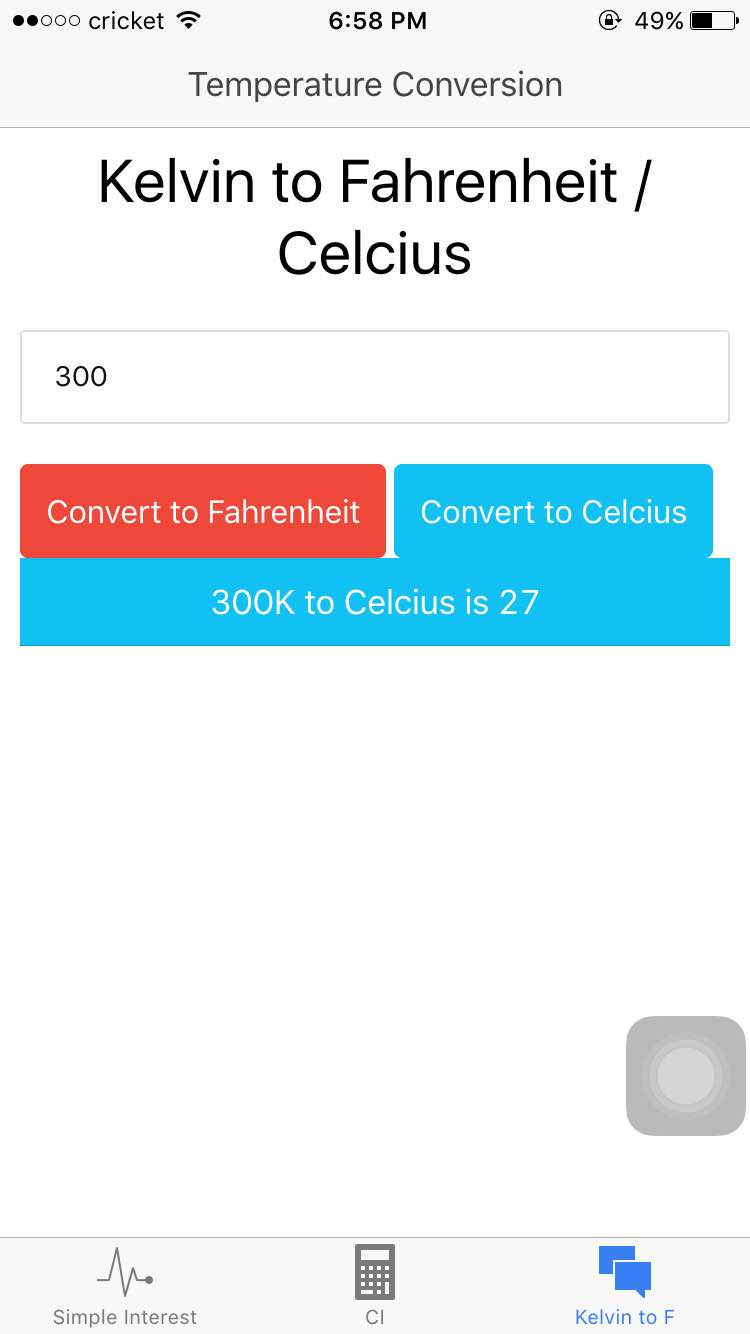 cricket 6:58 PM 49%
Temperature Conversion
Kelvin to Fahrenheit /
Celcius
300
Convert to Fahrenheit Convert to Celcius
300K to Celcius is 27
Simple Interest CI Kelvin to F